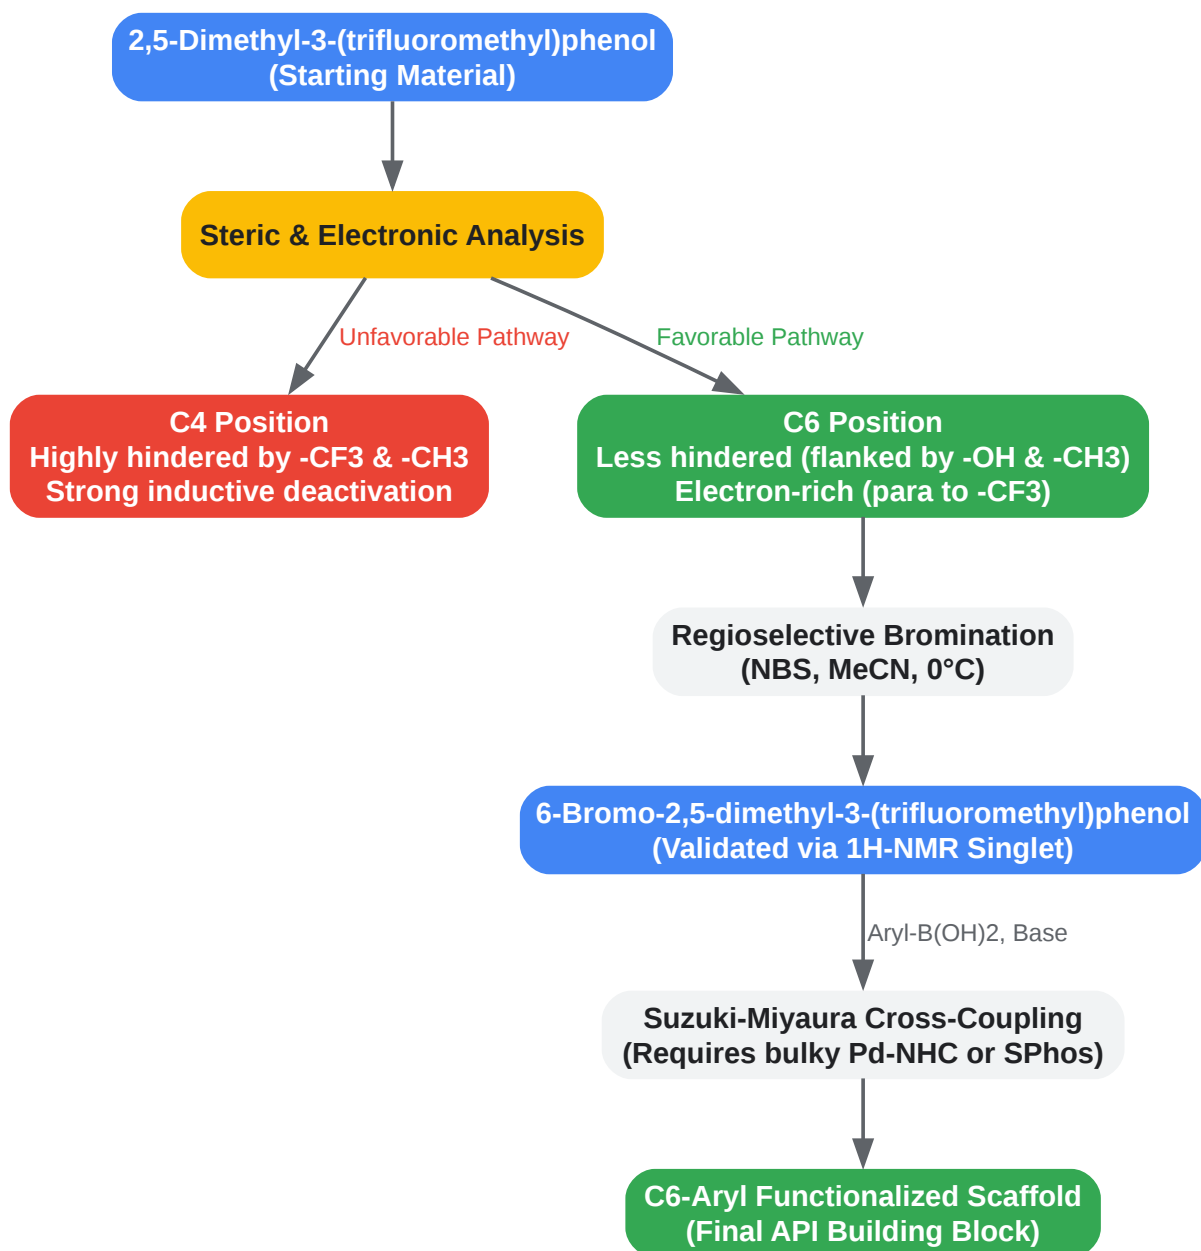 2,5-Dimethyl-3-(trifluoromethyl)phenol
(Starting Material)
Steric & Electronic Analysis
Unfavorable Pathway
Favorable Pathway
C4 Position
Highly hindered by -CF3 & -CH3
Strong inductive deactivation
C6 Position
Less hindered (flanked by -OH & -CH3)
Electron-rich (para to -CF3)
Regioselective Bromination
(NBS, MeCN, 0°C)
6-Bromo-2,5-dimethyl-3-(trifluoromethyl)phenol
(Validated via 1H-NMR Singlet)
Aryl-B(OH)2, Base
Suzuki-Miyaura Cross-Coupling
(Requires bulky Pd-NHC or SPhos)
C6-Aryl Functionalized Scaffold
(Final API Building Block)